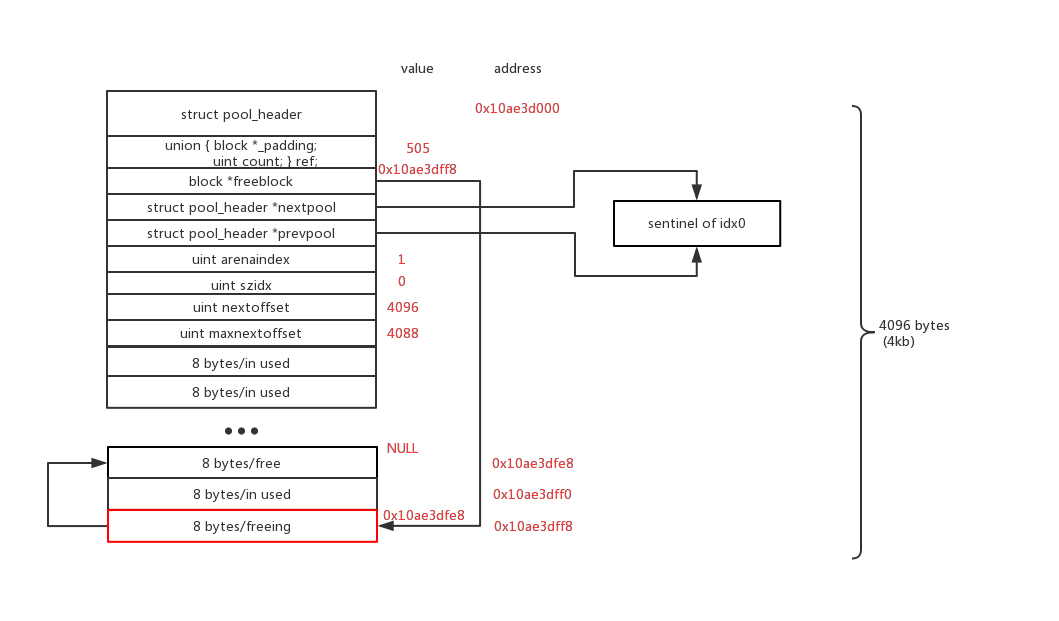 value address
0x10ae3d000
struct pool_header
union { block *_padding;
uint count; } ref;
505
block *freeblock
0x10ae3dff8
struct pool_header *nextpool
sentinel of idx0
struct pool_header *prevpool
uint arenaindex
1
uint szidx
0
uint nextoffset
4096
uint maxnextoffset
4088
4096 bytes
(4kb)
8 bytes/in used
8 bytes/in used
•••
NULL
8 bytes/free
0x10ae3dfe8
8 bytes/in used
0x10ae3dff0
0x10ae3dfe8
8 bytes/freeing
0x10ae3dff8